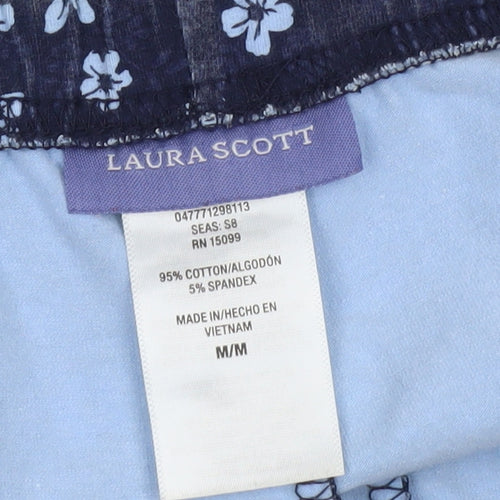 LAURA SCOTT
047771298113
SEAS: S8
RN 15099
95% COTTON/ALGODÓN
5% SPANDEX
MADE IN/HECHO EN
VIETNAM
M/M